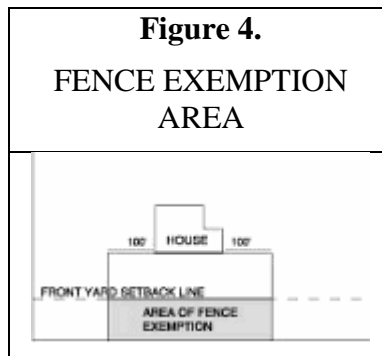 Figure 4.
FENCE EXEMPTION
AREA
100' HOUSE 100'
FRONT YARD SETBACK LINE
AREA OF FENCE
EXEMPTION